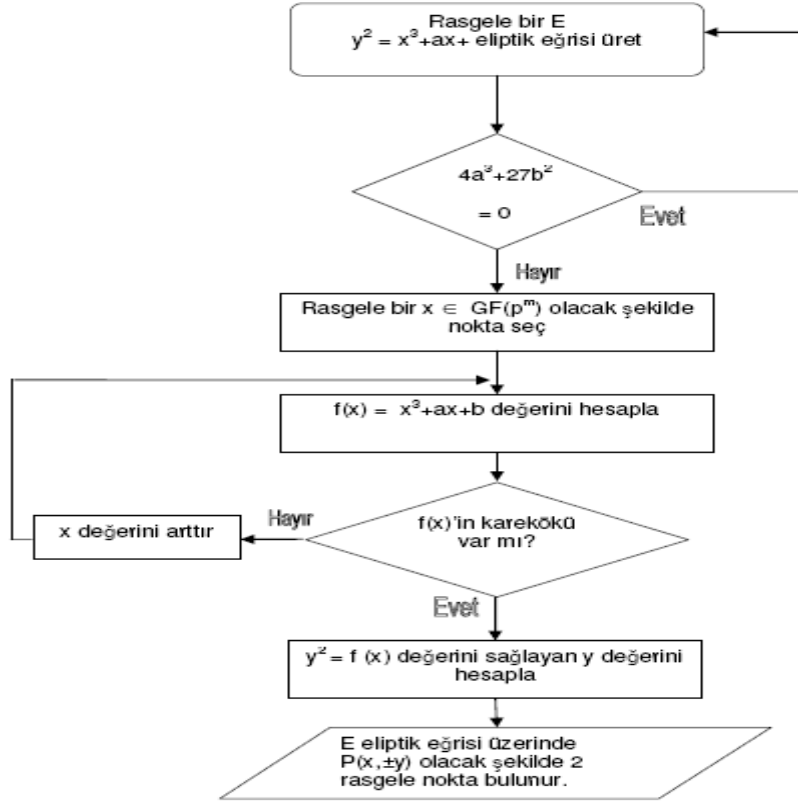 Rasgele bir E
y² = x³+ax+ eliptik eğrisi üret
4a³+27b²
= 0
Evet
Hayır
Rasgele bir x ∈ GF(pᵐ) olacak şekilde
nokta seç
f(x) = x³+ax+b değerini hesapla
f(x)'in karekökü
var mı?
Hayır
x değerini arttır
Evet
y² = f (x) değerini sağlayan y değerini
hesapla
E eliptik eğrisi üzerinde
P(x,±y) olacak şekilde 2
rasgele nokta bulunur.